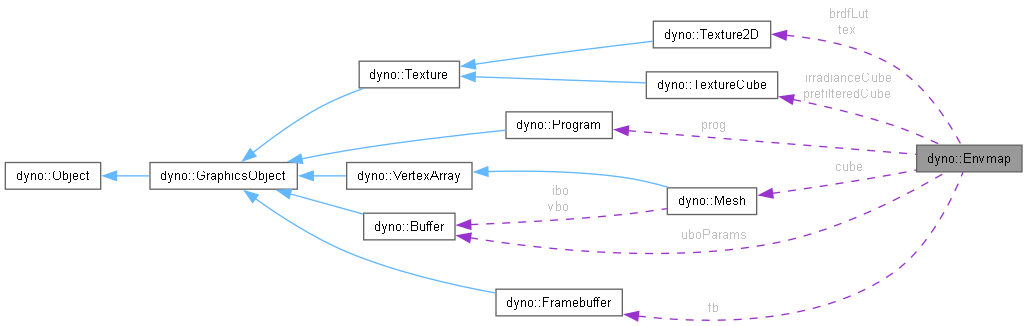 brdfLut
tex
dyno::Texture2D
dyno::Texture
irradianceCube
prefilteredCube
dyno::TextureCube
prog
dyno::Program
dyno::Envmap
cube
dyno::Object
dyno::GraphicsObject
dyno::VertexArray
ibo
vbo
dyno::Mesh
dyno::Buffer
uboParams
dyno::Framebuffer
fb